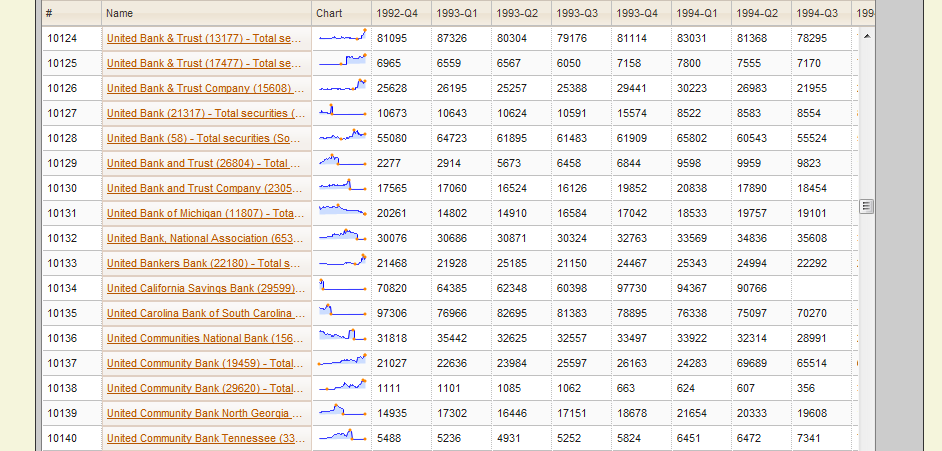 # Name Chart 1992-Q4 1993-Q1 1993-Q2 1993-Q3 1993-Q4 1994-Q1 1994-Q2 1994-Q3 199
10124 United Bank & Trust (13177) - Total se... 81095 87326 80304 79176 81114 83031 81368 78295
10125 United Bank & Trust (17477) - Total se... 6965 6559 6567 6050 7158 7800 7555 7170
10126 United Bank & Trust Company (15608) ... 25628 26195 25257 25388 29441 30223 26983 21955
10127 United Bank (21317) - Total securities (... 10673 10643 10624 10591 15574 8522 8583 8554
10128 United Bank (58) - Total securities (So... 55080 64723 61895 61483 61909 65802 60543 55524
10129 United Bank and Trust (26804) - Total ... 2277 2914 5673 6458 6844 9598 9959 9823
10130 United Bank and Trust Company (2305... 17565 17060 16524 16126 19852 20838 17890 18454
10131 United Bank of Michigan (11807) - Tota... 20261 14802 14910 16584 17042 18533 19757 19101
10132 United Bank, National Association (653... 30076 30686 30871 30324 32763 33569 34836 35608
10133 United Bankers Bank (22180) - Total s... 21468 21928 25185 21150 24467 25343 24994 22292
10134 United California Savings Bank (29599)... 70820 64385 62348 60398 97730 94367 90766
10135 United Carolina Bank of South Carolina ... 97306 76966 82695 81383 78895 76338 75097 70270
10136 United Communities National Bank (156... 31818 35442 32625 32557 33497 33922 32314 28991
10137 United Community Bank (19459) - Total... 21027 22636 23984 25597 26163 24283 69689 65514
10138 United Community Bank (29620) - Total... 1111 1101 1085 1062 663 624 607 356
10139 United Community Bank North Georgia ... 14935 17302 16446 17151 18678 21654 20333 19608
10140 United Community Bank Tennessee (33... 5488 5236 4931 5252 5824 6451 6472 7341